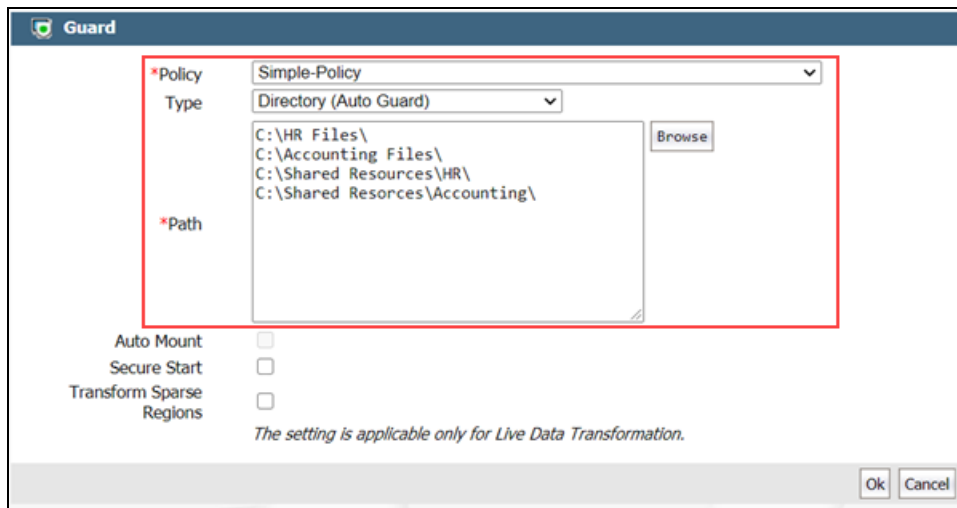 Guard
*Policy Simple-Policy
Type Directory (Auto Guard)
C:\HR Files\
C:\Accounting Files\
C:\Shared Resources\HR\
C:\Shared Resorces\Accounting\
Browse
*Path
Auto Mount
Secure Start
Transform Sparse
Regions
The setting is applicable only for Live Data Transformation.
Ok Cancel